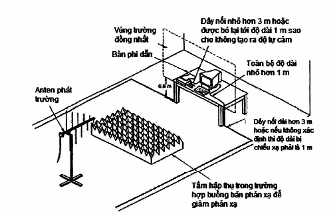 Vùng trường
đồng nhất
Bàn phi dẫn
Dây nối nhỏ hơn 3 m hoặc
được bó lại tới độ dài 1 m sao
cho không tạo ra độ tự cảm
Toàn bộ độ dài
nhỏ hơn 1 m
Anten phát
trường
0,8 m
Dây nối dài hơn 3 m
hoặc nếu không xác
định thì độ dài bị
chiếu xạ phải là 1 m
Tấm hấp thụ trong trường
hợp buồng bán phản xạ để
giảm phản xạ